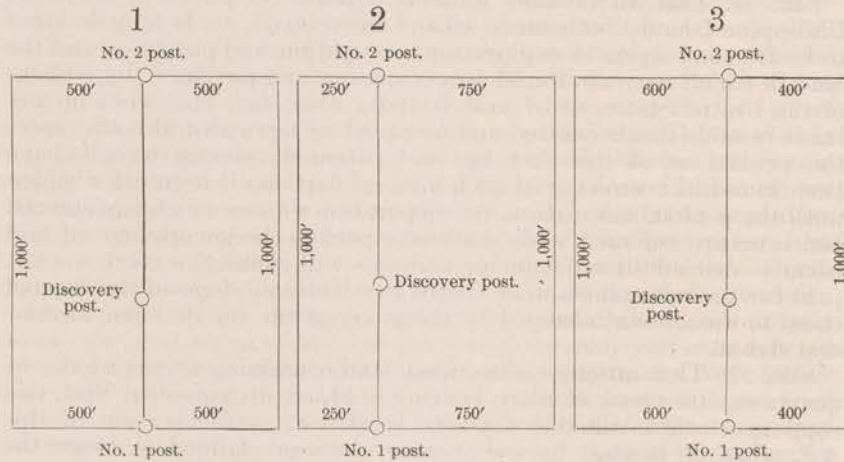 1
No. 2 post.
500′ 500′
1,000′
1,000′
Discovery
post.
500′ 500′
No. 1 post.
2
No. 2 post.
250′ 750′
1,000′
1,000′
Discovery post.
250′ 750′
No. 1 post.
3
No. 2 post.
600′ 400′
1,000′
Discovery
post.
600′ 400′
No. 1 post.